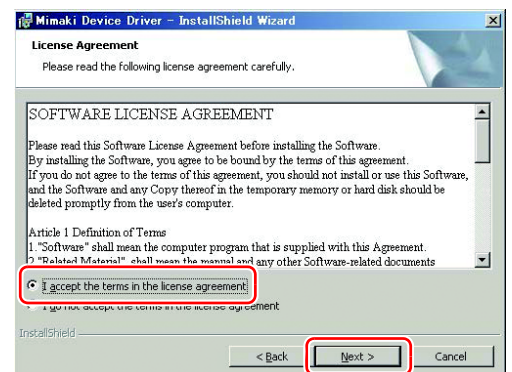 Mimaki Device Driver - InstallShield Wizard
License Agreement
Please read the following license agreement carefully.
SOFTWARE LICENSE AGREEMENT
Please read this Software License Agreement before installing the Software.
By installing the Software, you agree to be bound by the terms of this agreement.
If you do not agree to the terms of this agreement, you should not install or use this Software,
and the Software and any Copy thereof in the temporary memory or hard disk should be
deleted promptly from the user's computer.
Article 1 Definition of Terms
1."Software" shall mean the computer program that is supplied with this Agreement.
2."Related Material" shall mean the manual and any other Software-related documents
I accept the terms in the license agreement
I do not accept the terms in the license agreement
InstallShield
< Back
Next >
Cancel